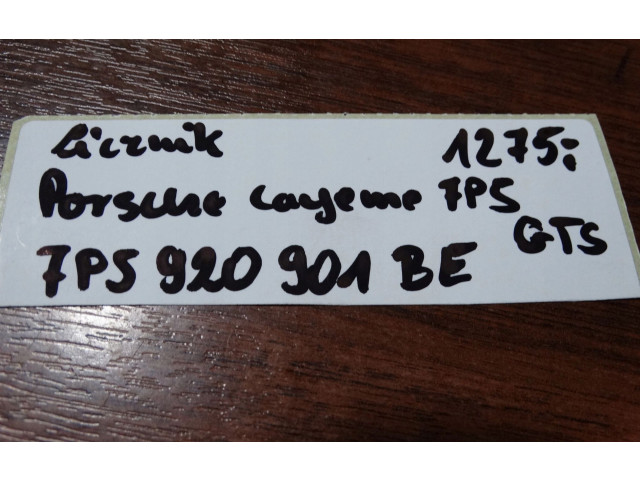 Licznik 1275,-
Porsche Cayenne 7P5
GTS
7P5 920 901 BE